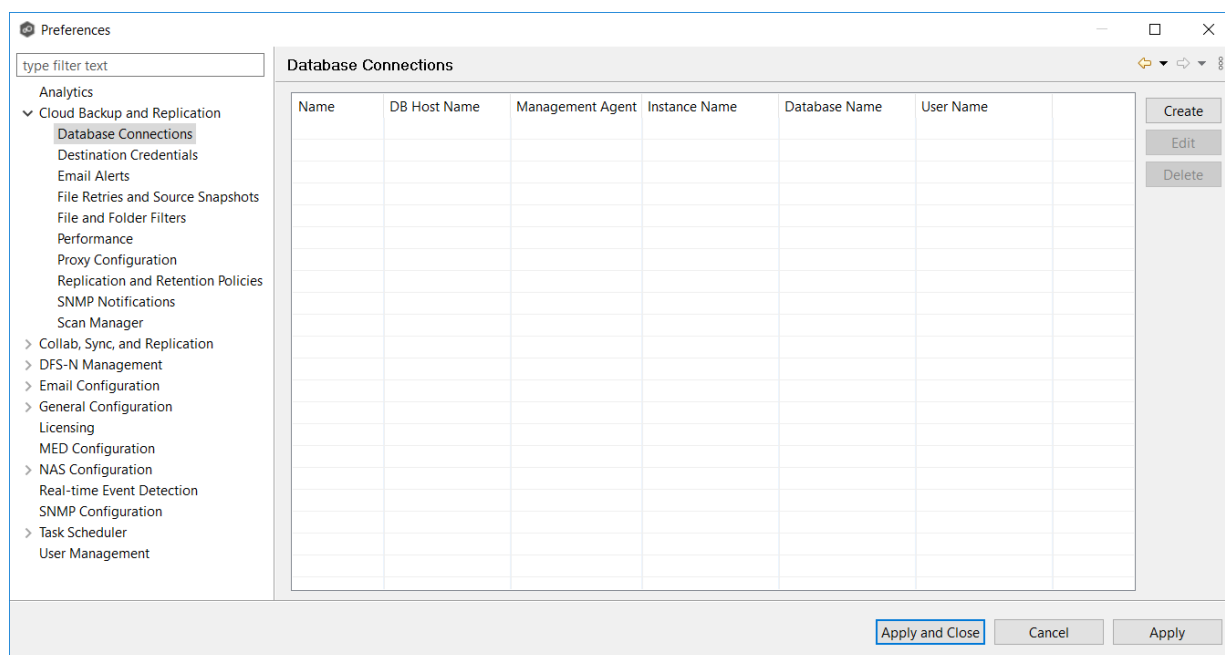 Preferences
type filter text
Database Connections
Analytics
Cloud Backup and Replication
Database Connections
Destination Credentials
Email Alerts
File Retries and Source Snapshots
File and Folder Filters
Performance
Proxy Configuration
Replication and Retention Policies
SNMP Notifications
Scan Manager
Collab, Sync, and Replication
DFS-N Management
Email Configuration
General Configuration
Licensing
MED Configuration
NAS Configuration
Real-time Event Detection
SNMP Configuration
Task Scheduler
User Management
Name DB Host Name Management Agent Instance Name Database Name User Name
Create
Edit
Delete
Apply and Close Cancel Apply